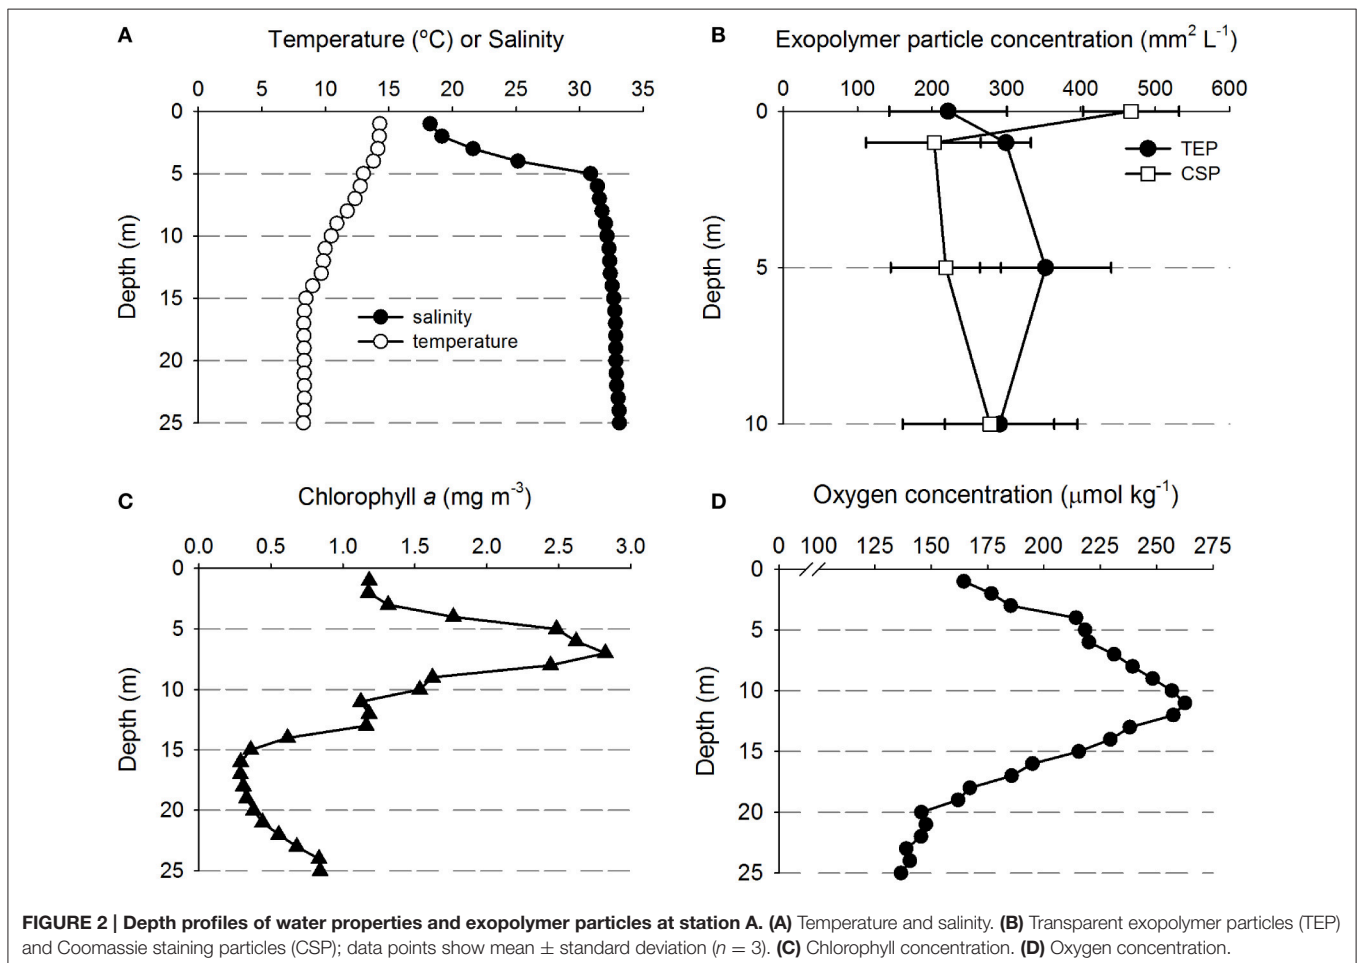 A
Temperature (ºC) or Salinity
0 5 10 15 20 25 30 35
0
5
10
15
20
25
Depth (m)
salinity
temperature
B
Exopolymer particle concentration (mm² L⁻¹)
0 100 200 300 400 500 600
0
5
10
Depth (m)
TEP
CSP
C
Chlorophyll a (mg m⁻³)
0.0 0.5 1.0 1.5 2.0 2.5 3.0
0
5
10
15
20
25
Depth (m)
D
Oxygen concentration (μmol kg⁻¹)
0 100 125 150 175 200 225 250 275
0
5
10
15
20
25
Depth (m)
FIGURE 2 | Depth profiles of water properties and exopolymer particles at station A. (A) Temperature and salinity. (B) Transparent exopolymer particles (TEP)
and Coomassie staining particles (CSP); data points show mean ± standard deviation (n = 3). (C) Chlorophyll concentration. (D) Oxygen concentration.